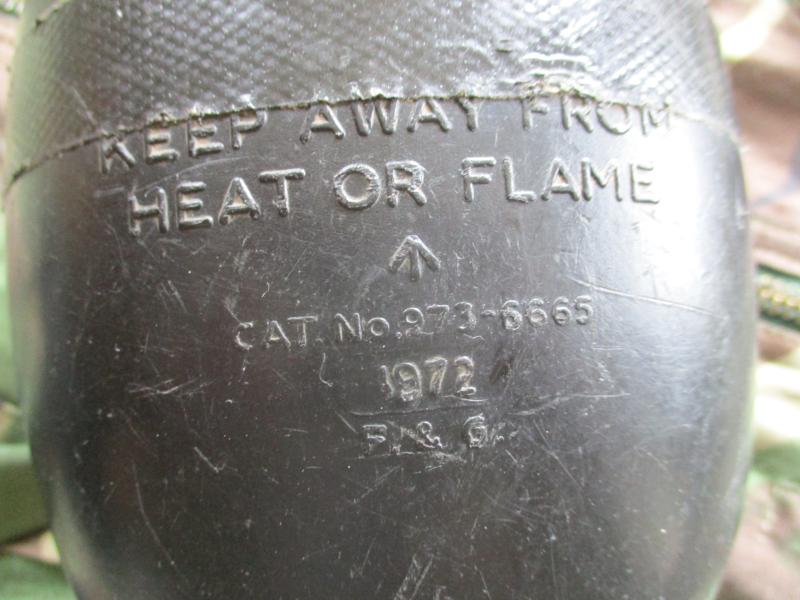 KEEP AWAY FROM
HEAT OR FLAME
CAT. No. 973-6665
1972